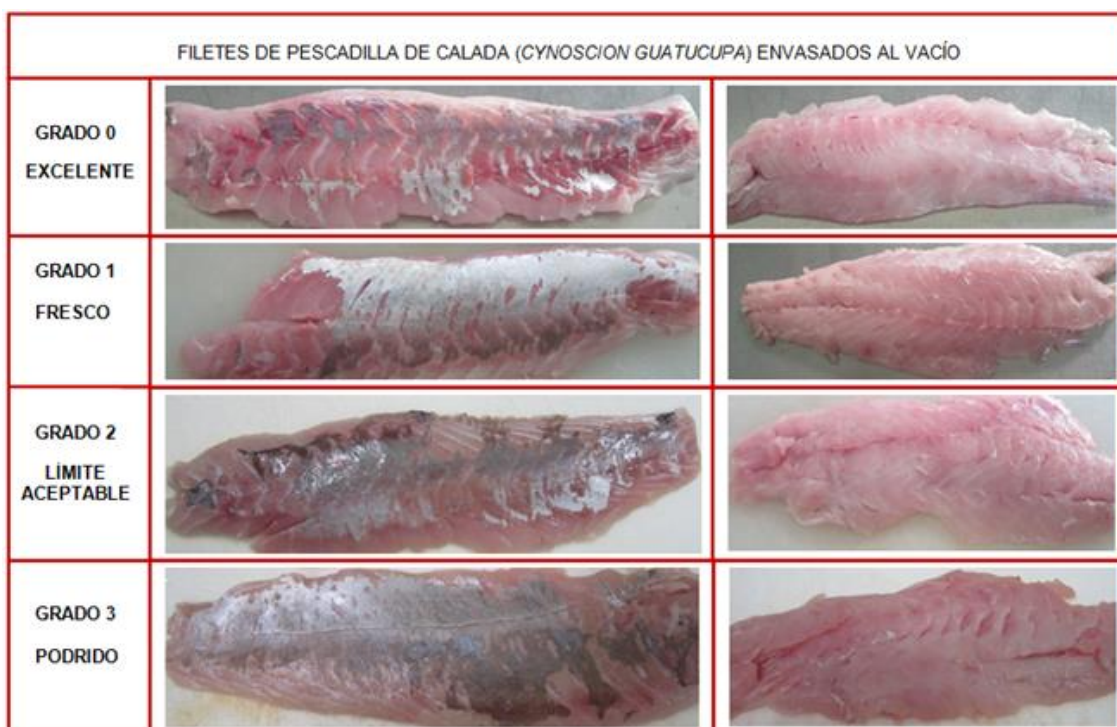 FILETES DE PESCADILLA DE CALADA (CYNOSCION GUATUCUPA) ENVASADOS AL VACÍO
GRADO 0
EXCELENTE
GRADO 1
FRESCO
GRADO 2
LÍMITE
ACEPTABLE
GRADO 3
PODRIDO